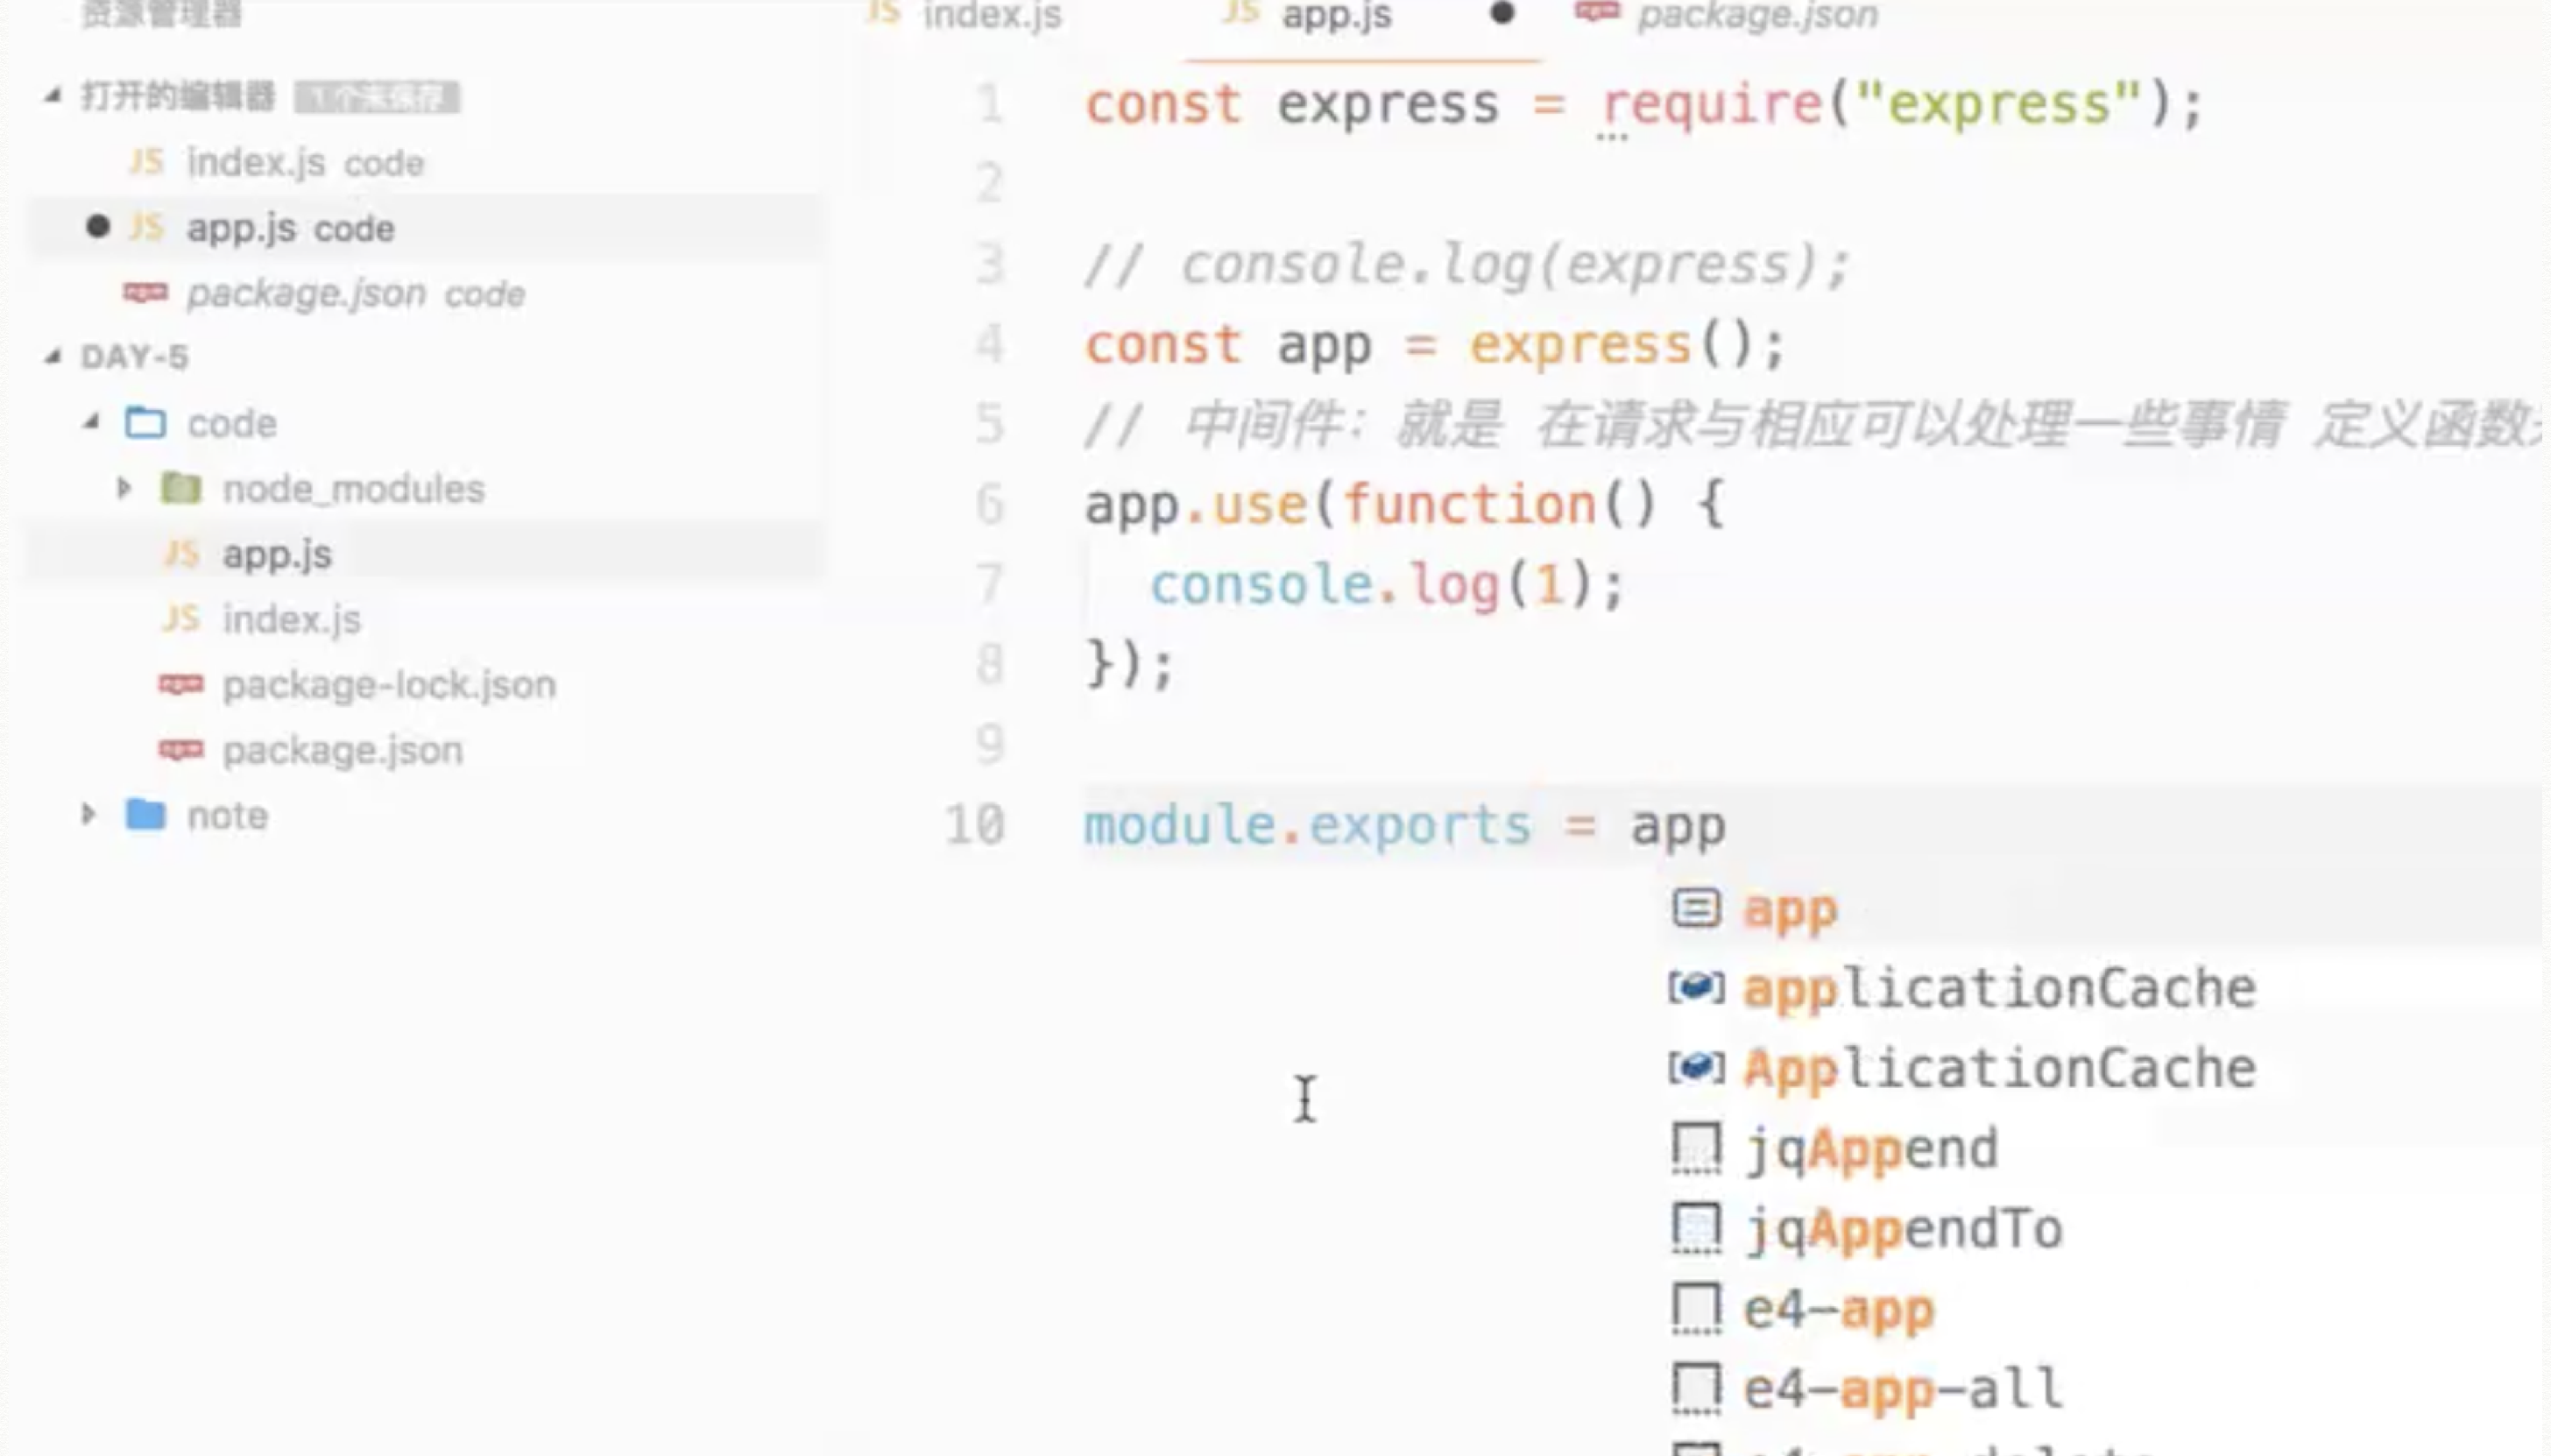 资源管理器
打开的编辑器 1个未保存
JS index.js code
JS app.js code
npm package.json code
DAY-5
code
node_modules
JS app.js
JS index.js
npm package-lock.json
npm package.json
note
JS index.js JS app.js npm package.json
1 const express = require("express");
2
3 // console.log(express);
4 const app = express();
5 // 中间件：就是 在请求与相应可以处理一些事情 定义函数
6 app.use(function() {
7 console.log(1);
8 });
9
10 module.exports = app
app
applicationCache
ApplicationCache
jqAppend
jqAppendTo
e4-app
e4-app-all